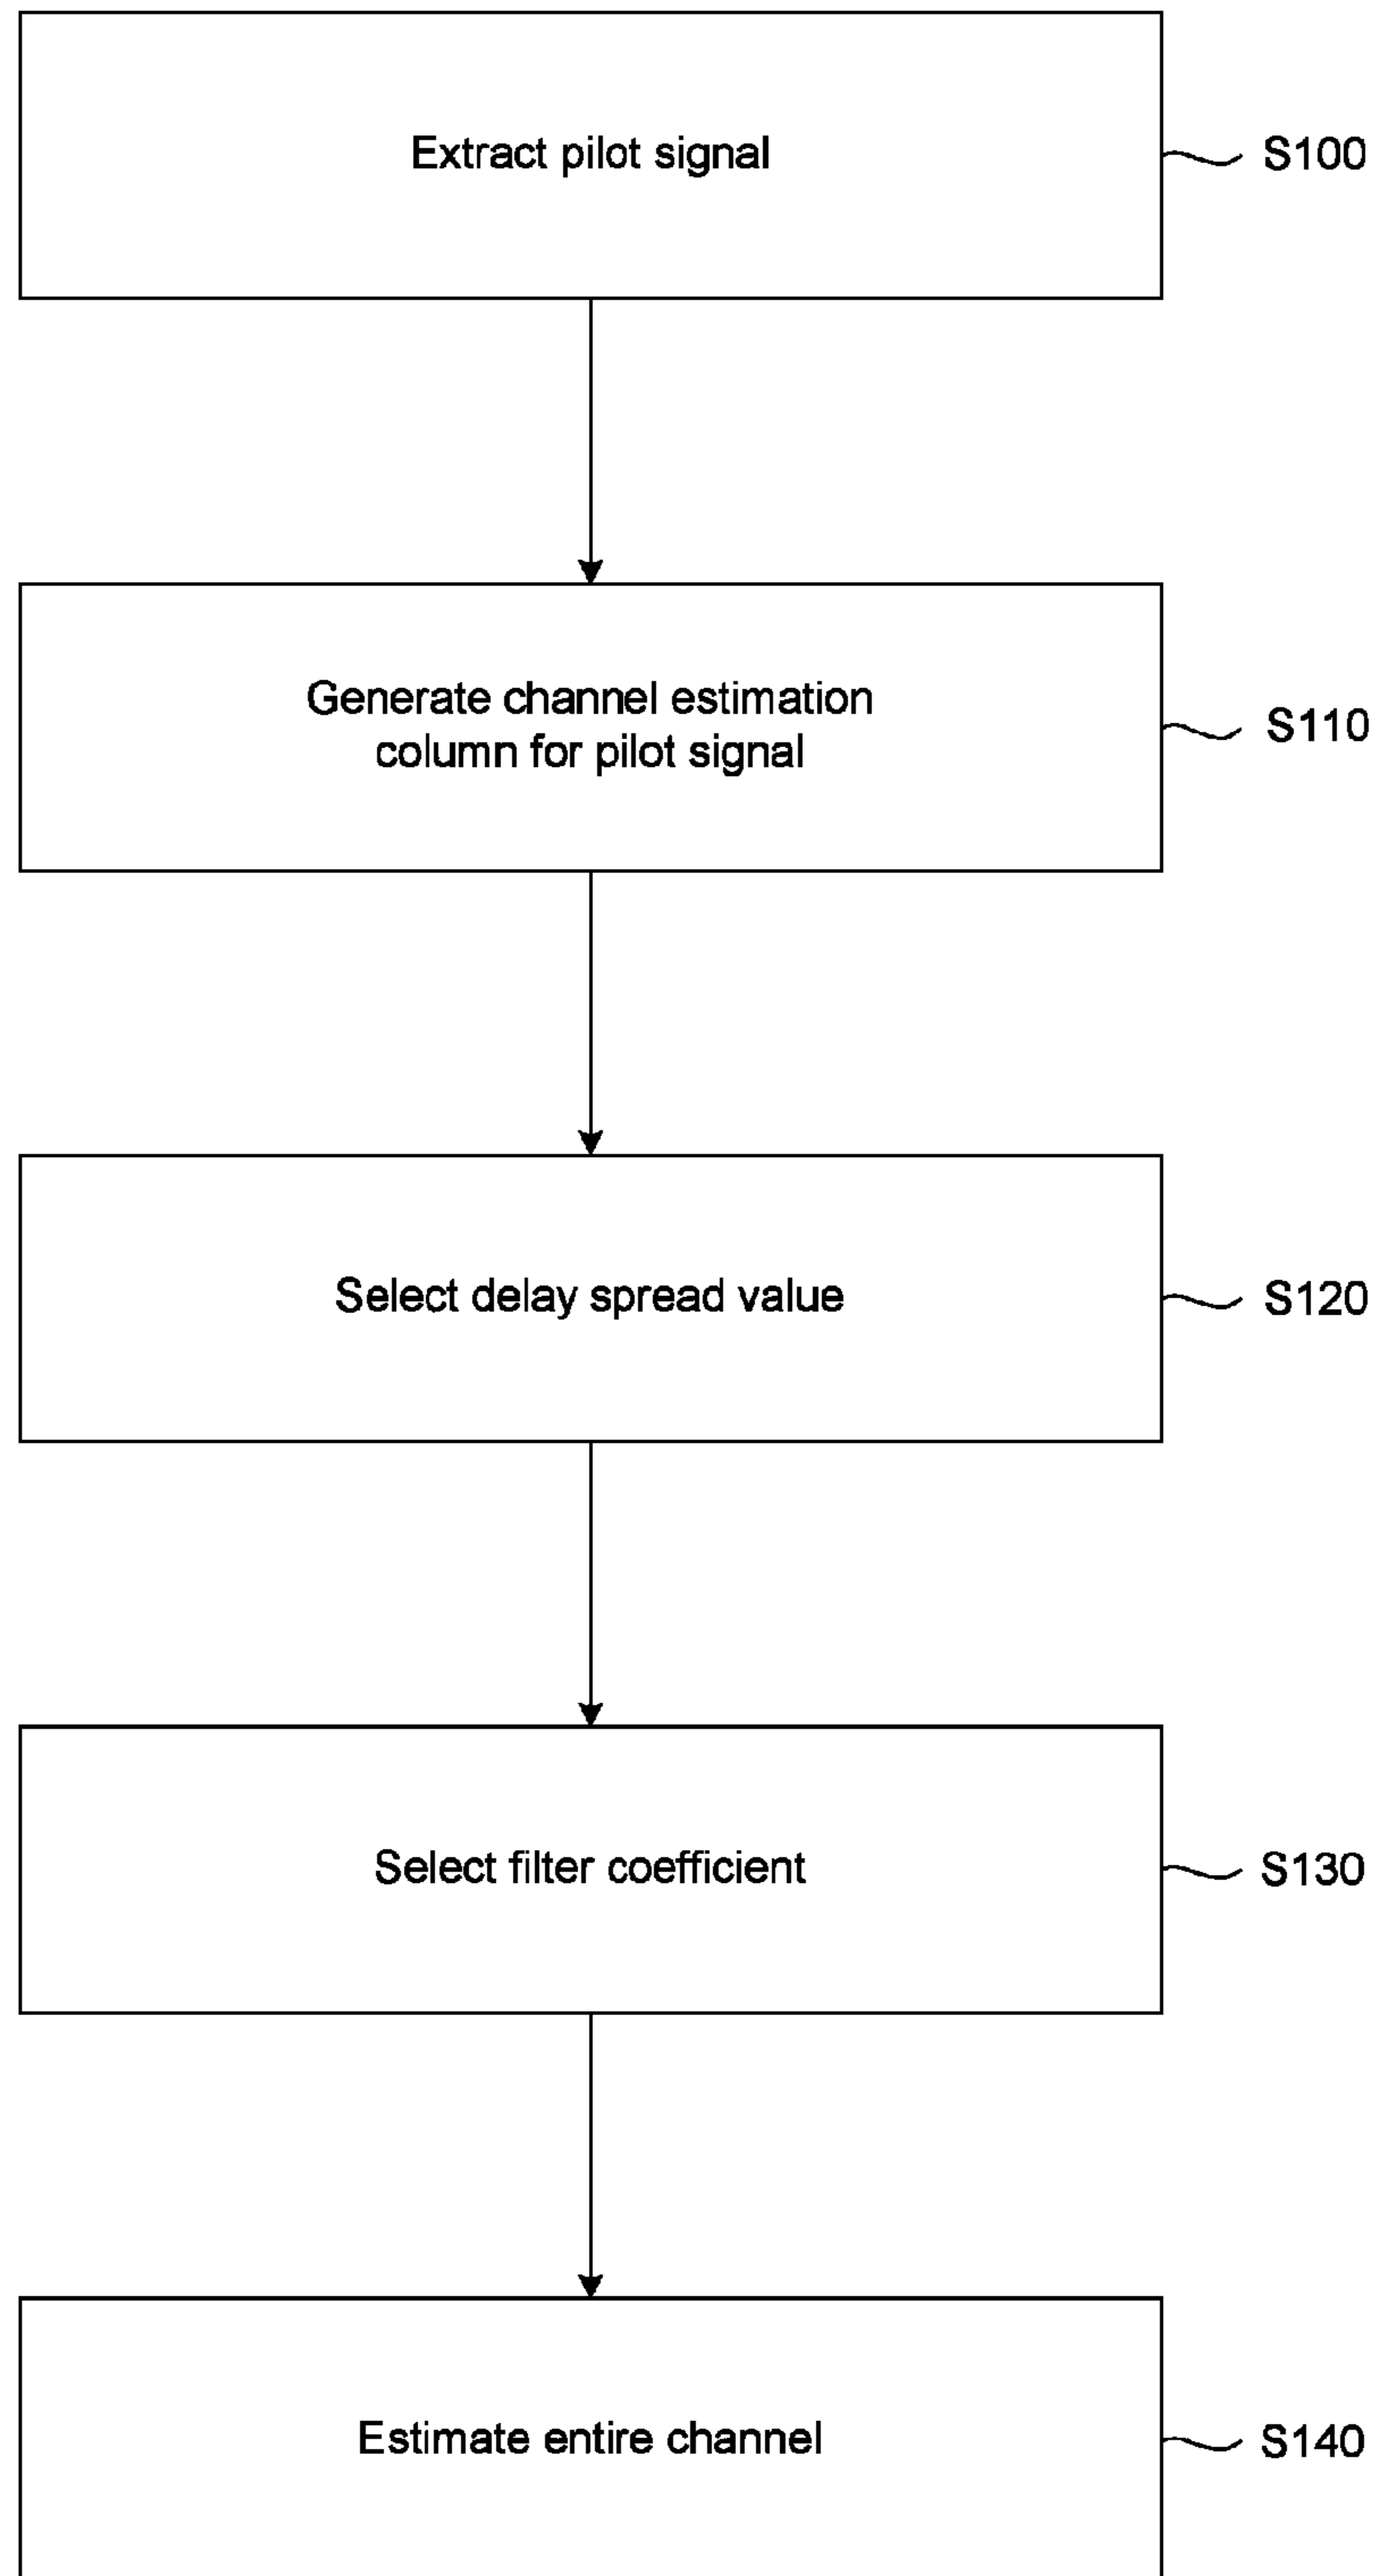 Extract pilot signal
S100
Generate channel estimation
column for pilot signal
S110
Select delay spread value
S120
Select filter coefficient
S130
Estimate entire channel
S140